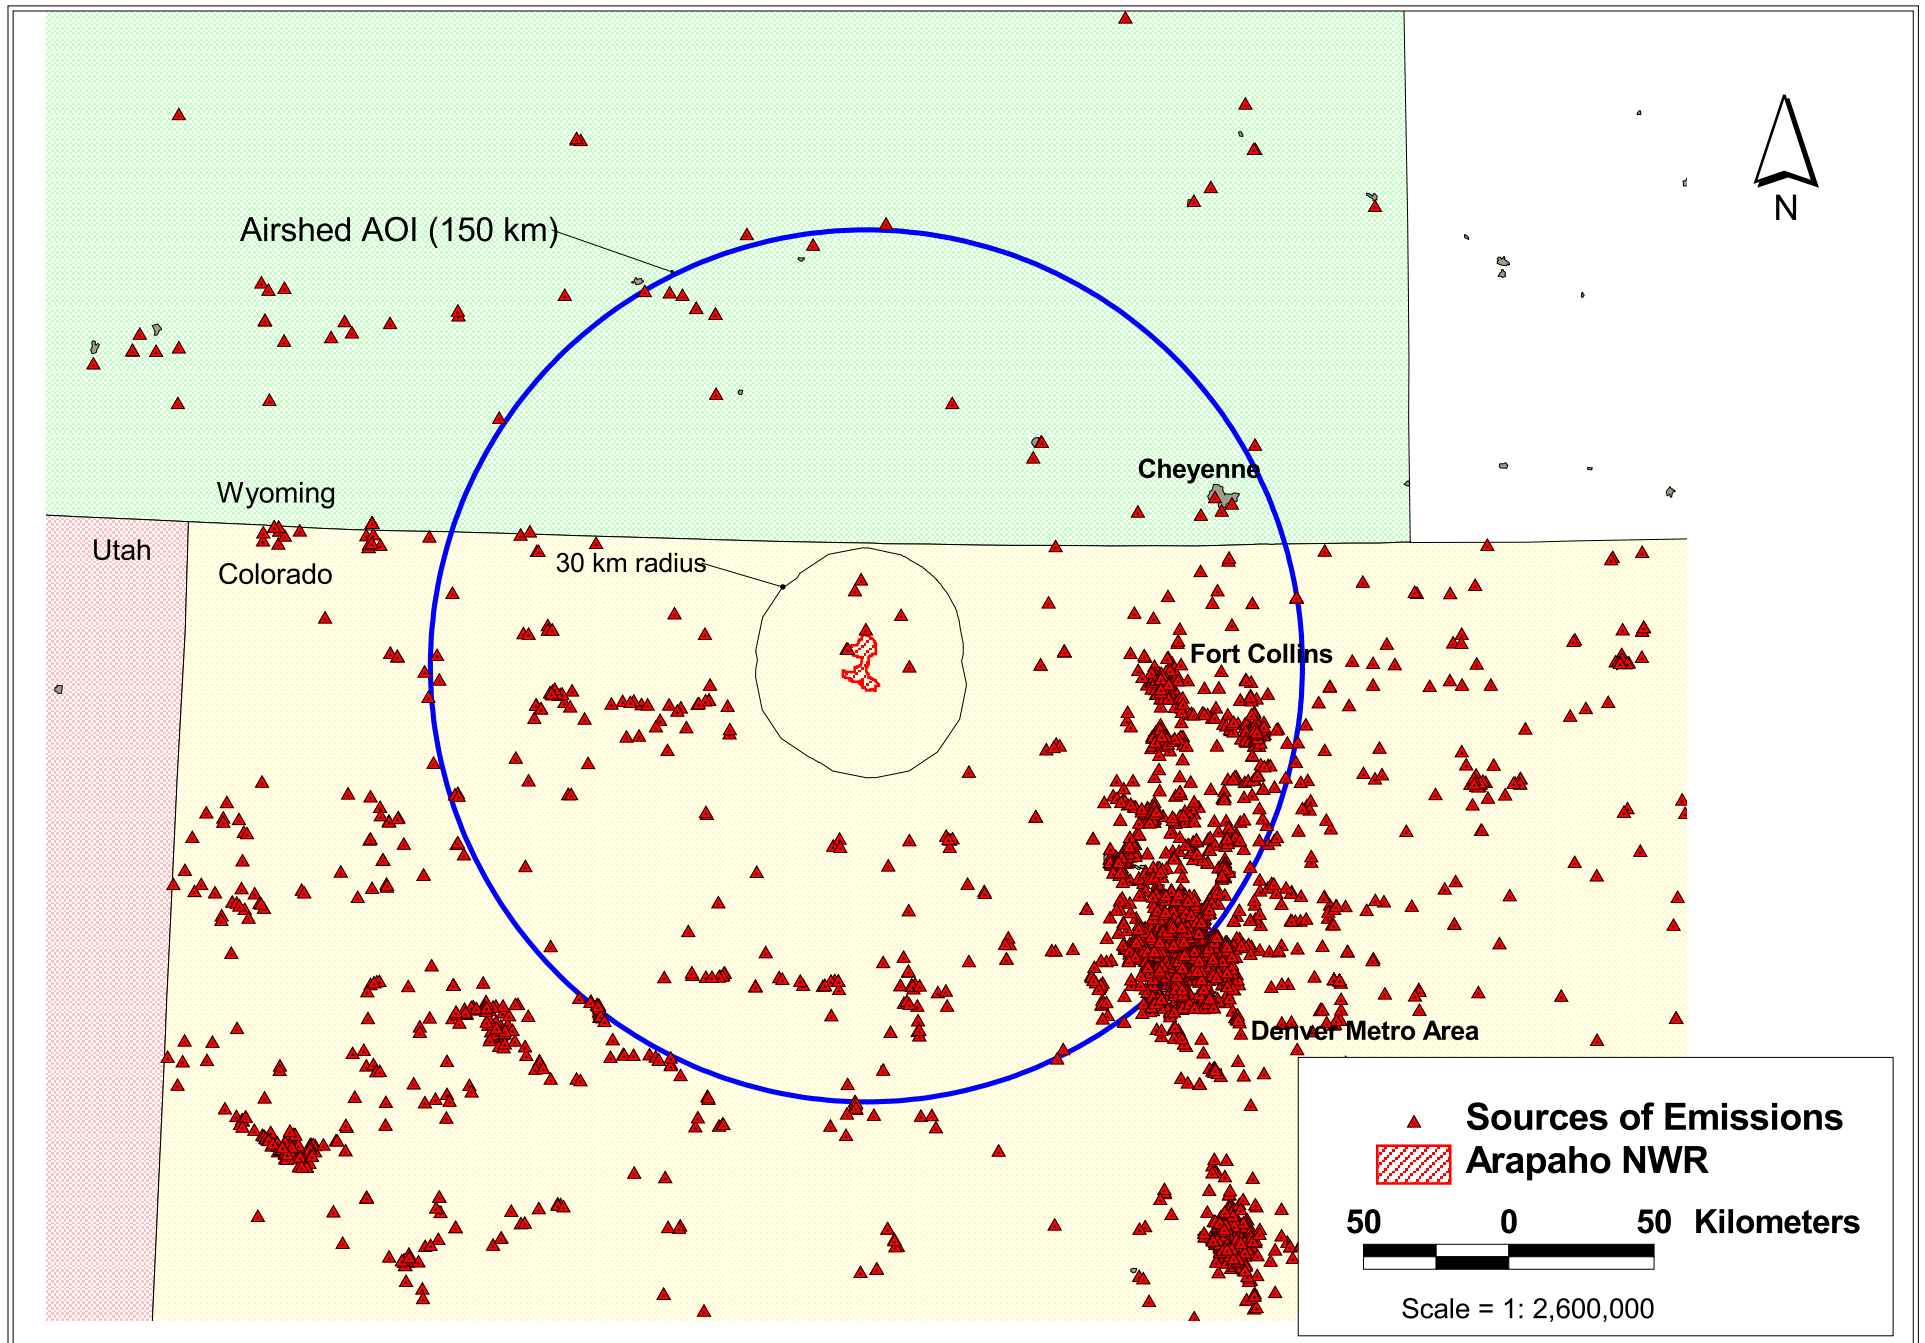 N
Airshed AOI (150 km)
Cheyenne
Wyoming
Utah
30 km radius
Colorado
Fort Collins
Denver Metro Area
Sources of Emissions
Arapaho NWR
50 0 50 Kilometers
Scale = 1: 2,600,000